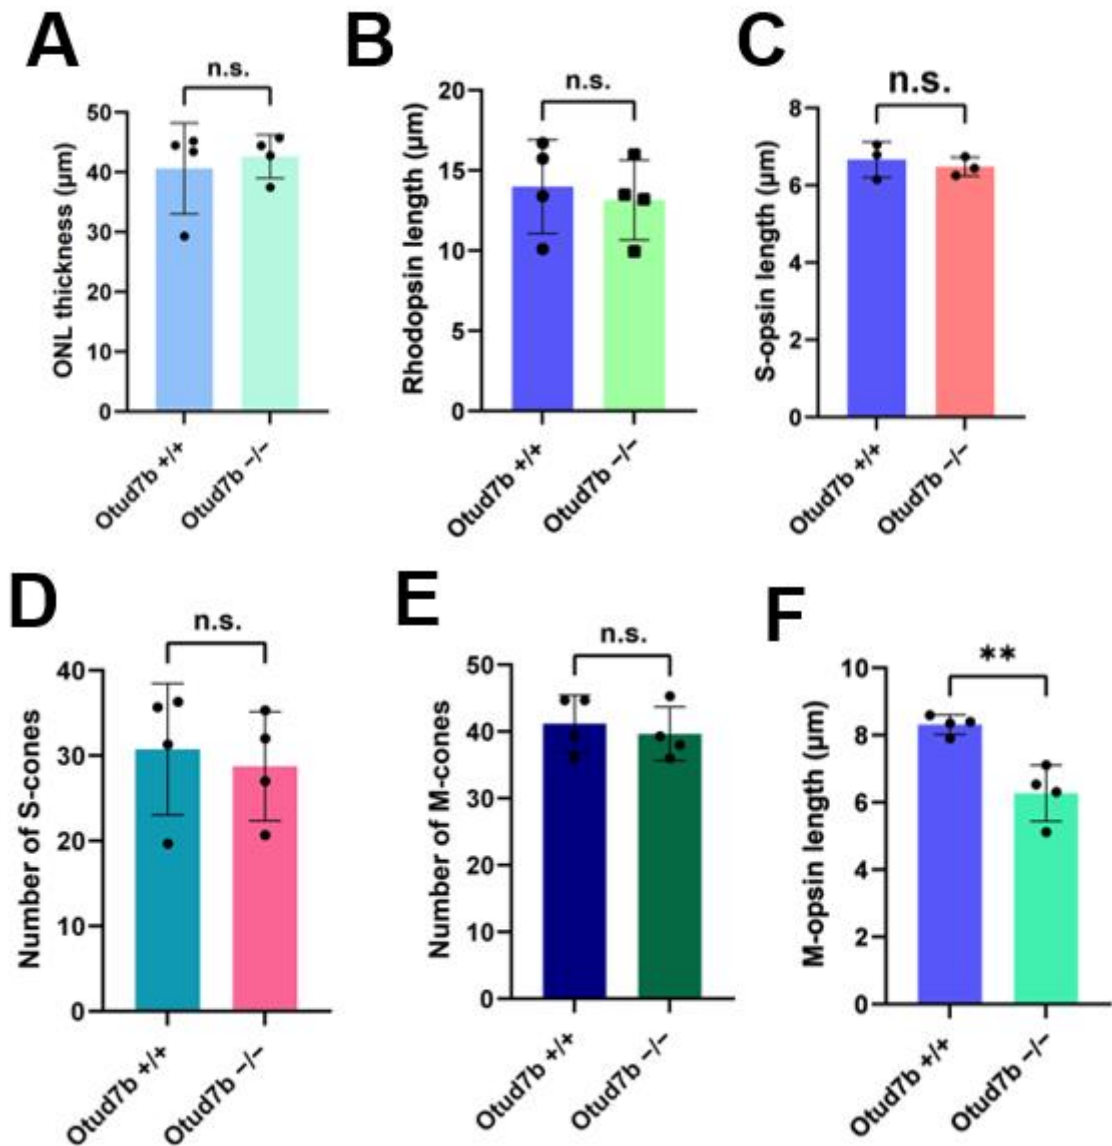 A
n.s.
ONL thickness (µm)
50
40
30
20
10
0
Otud7b +/+
Otud7b −/−
B
n.s.
Rhodopsin length (µm)
20
15
10
5
0
Otud7b +/+
Otud7b −/−
C
n.s.
S-opsin length (µm)
8
6
4
2
0
Otud7b +/+
Otud7b −/−
D
n.s.
Number of S-cones
40
30
20
10
0
Otud7b +/+
Otud7b −/−
E
n.s.
Number of M-cones
50
40
30
20
10
0
Otud7b +/+
Otud7b −/−
F
**
M-opsin length (µm)
10
8
6
4
2
0
Otud7b +/+
Otud7b −/−